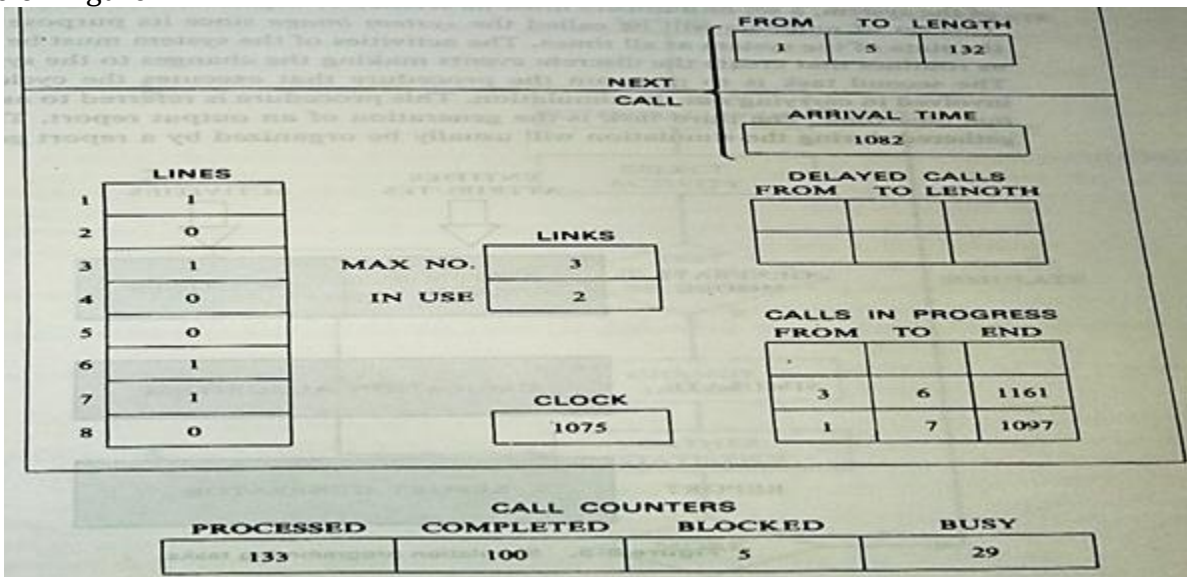 FROM TO LENGTH
1 5 132
NEXT
CALL
ARRIVAL TIME
1082
LINES
1 1
2 0
3 1
4 0
5 0
6 1
7 1
8 0
LINKS
MAX NO. 3
IN USE 2
CLOCK
1075
DELAYED CALLS
FROM TO LENGTH
CALLS IN PROGRESS
FROM TO END
3 6 1161
1 7 1097
CALL COUNTERS
PROCESSED COMPLETED BLOCKED BUSY
133 100 5 29